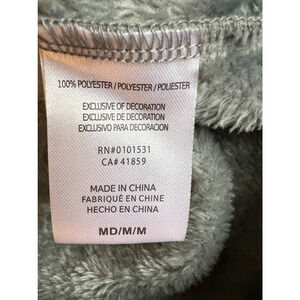 100% POLYESTER / POLYESTER / POLIESTER
EXCLUSIVE OF DECORATION
EXCLUSIVE DE DECORATION
EXCLUSIVO PARA DECORACION
RN#0101531
CA# 41859
MADE IN CHINA
FABRIQUÉ EN CHINE
HECHO EN CHINA
MD/M/M